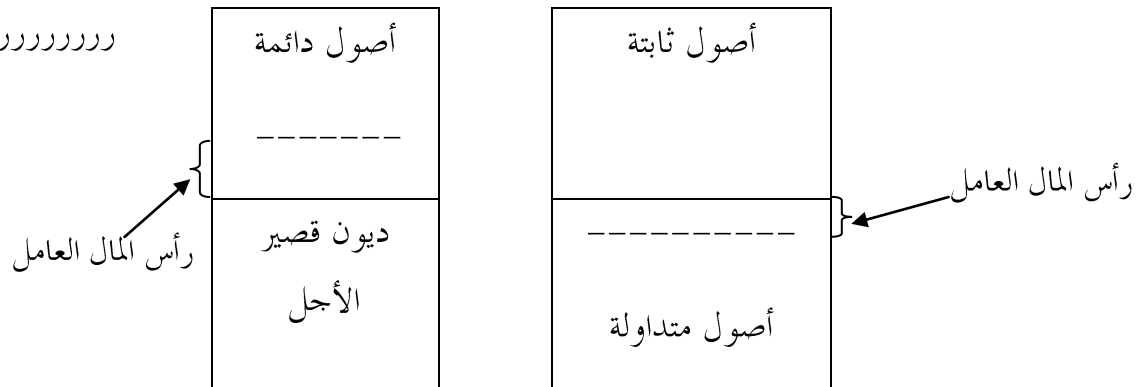 أصول ثابتة
رأس المال العامل
ـ ـ ـ ـ ـ ـ ـ ـ ـ ـ
أصول متداولة
أصول دائمة
ـ ـ ـ ـ ـ ـ ـ
ديون قصير
الأجل
رأس المال العامل
رررررررر